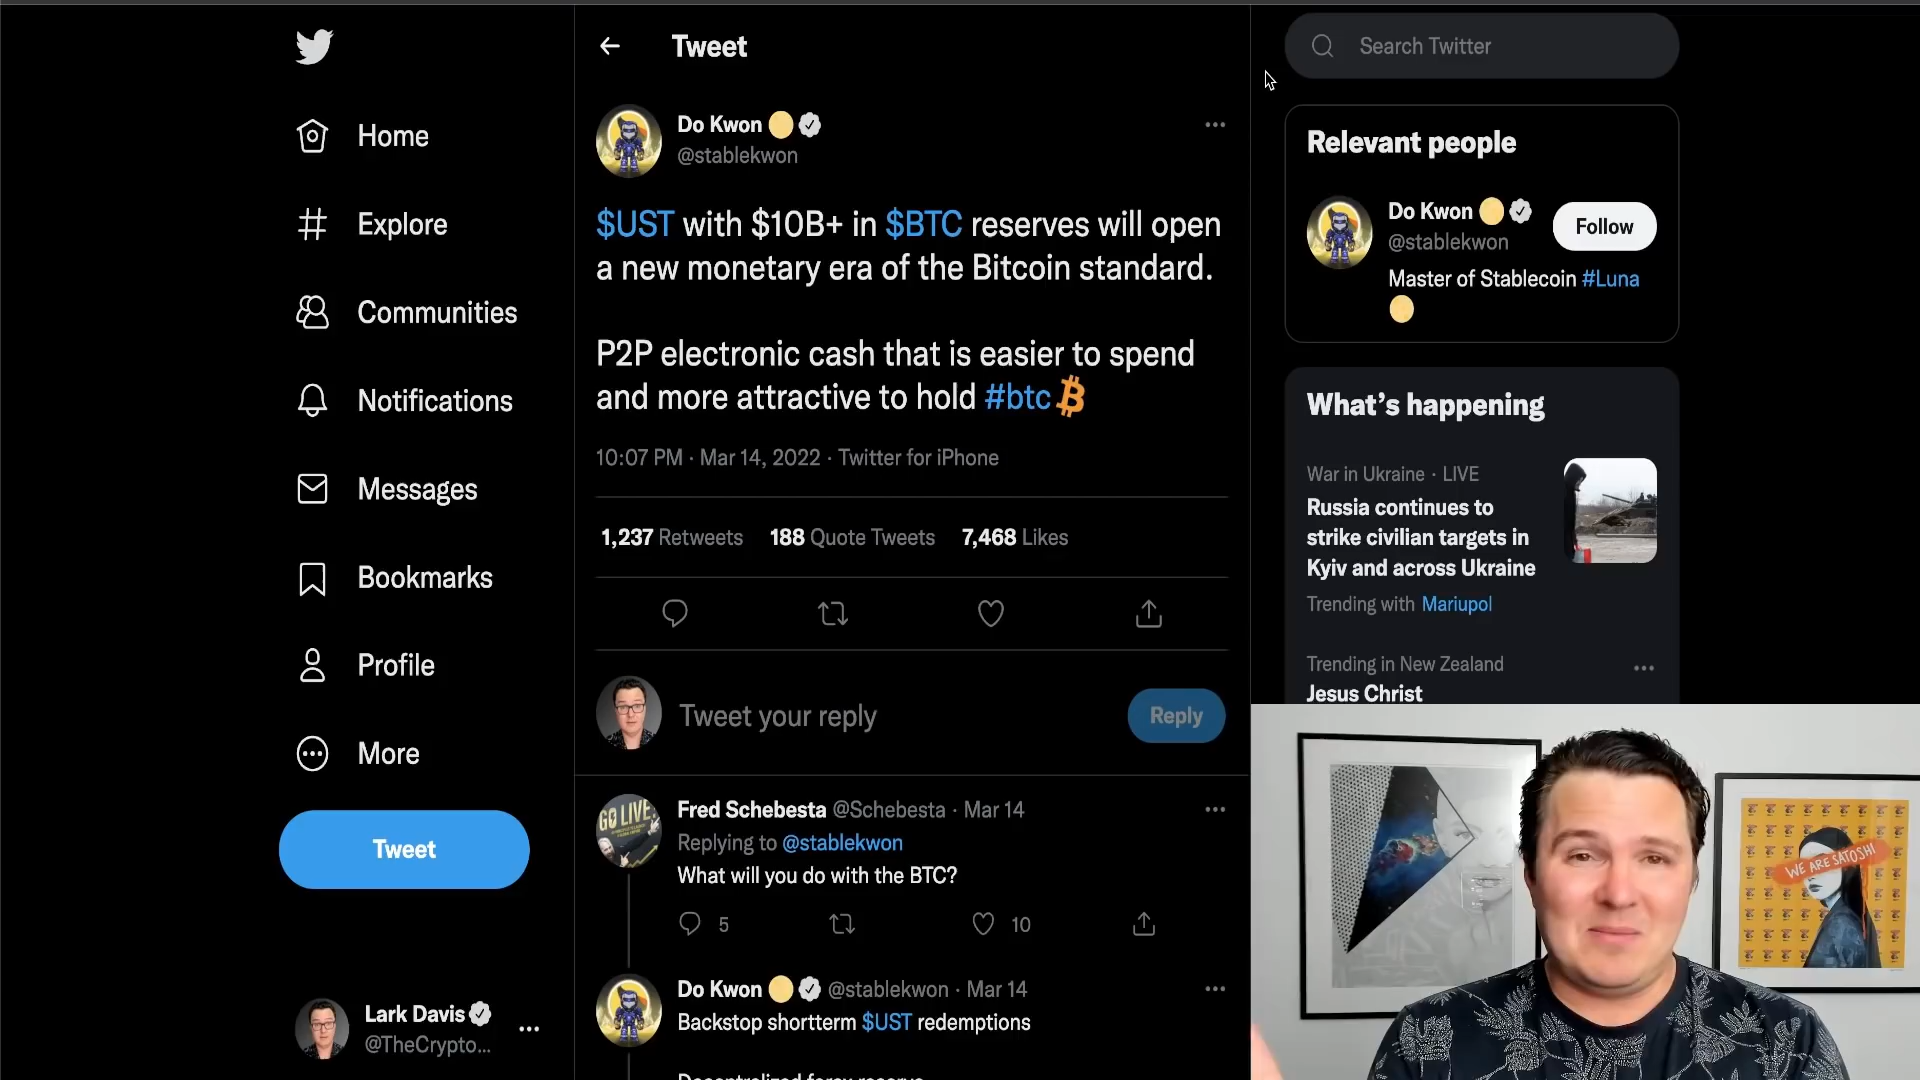 Tweet
Search Twitter
Home
Explore
Communities
Notifications
Messages
Bookmarks
Profile
More
Tweet
Lark Davis
@TheCrypto...
Do Kwon
@stablekwon
$UST with $10B+ in $BTC reserves will open
a new monetary era of the Bitcoin standard.
P2P electronic cash that is easier to spend
and more attractive to hold #btc
10:07 PM · Mar 14, 2022 · Twitter for iPhone
1,237 Retweets 188 Quote Tweets 7,468 Likes
Tweet your reply
Reply
GO LIVE!
Fred Schebesta @Schebesta · Mar 14
Replying to @stablekwon
What will you do with the BTC?
5
10
Do Kwon @stablekwon · Mar 14
Backstop shortterm $UST redemptions
Decentralized forex reserve
Relevant people
Do Kwon
@stablekwon
Follow
Master of Stablecoin #Luna
What's happening
War in Ukraine · LIVE
Russia continues to
strike civilian targets in
Kyiv and across Ukraine
Trending with Mariupol
Trending in New Zealand
Jesus Christ
WE ARE SATOSHI